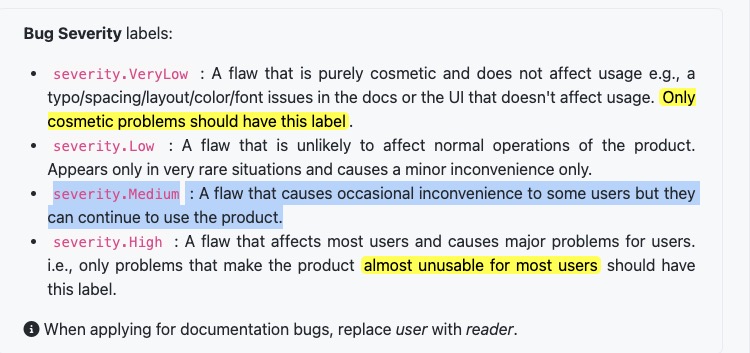 Bug Severity labels:
• severity.VeryLow : A flaw that is purely cosmetic and does not affect usage e.g., a
typo/spacing/layout/color/font issues in the docs or the UI that doesn't affect usage. Only
cosmetic problems should have this label.
• severity.Low : A flaw that is unlikely to affect normal operations of the product.
Appears only in very rare situations and causes a minor inconvenience only.
• severity.Medium : A flaw that causes occasional inconvenience to some users but they
can continue to use the product.
• severity.High : A flaw that affects most users and causes major problems for users.
i.e., only problems that make the product almost unusable for most users should have
this label.
When applying for documentation bugs, replace user with reader.